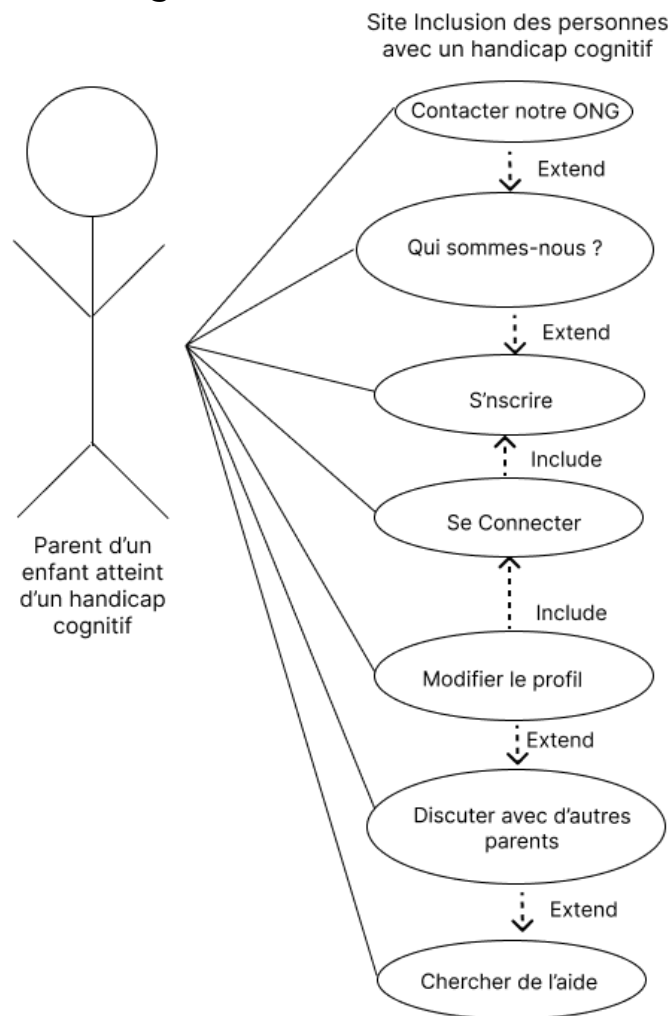 Site Inclusion des personnes
avec un handicap cognitif
Contacter notre ONG
Extend
Qui sommes-nous ?
Extend
S'nscrire
Include
Se Connecter
Parent d'un
enfant atteint
d'un handicap
cognitif
Include
Modifier le profil
Extend
Discuter avec d'autres
parents
Extend
Chercher de l'aide